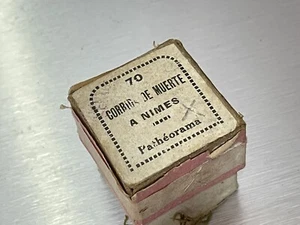 70
CORRIDA DE MUERTE
A NIMES
Pathéorama